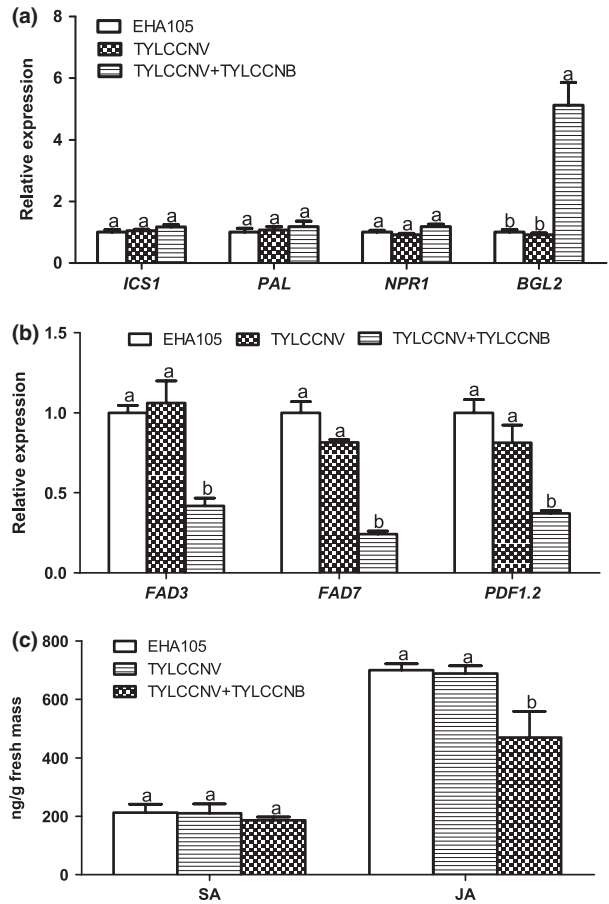 (a)
EHA105
TYLCCNV
TYLCCNV+TYLCCNB
Relative expression
8
6
4
2
0
a a a
a a a
a a a
b b a
ICS1 PAL NPR1 BGL2
(b)
EHA105 TYLCCNV TYLCCNV+TYLCCNB
Relative expression
1.5
1.0
0.5
0.0
a a b
a a b
a a b
FAD3 FAD7 PDF1.2
(c)
EHA105
TYLCCNV
TYLCCNV+TYLCCNB
ng/g fresh mass
800
600
400
200
0
a a a
a a b
SA JA